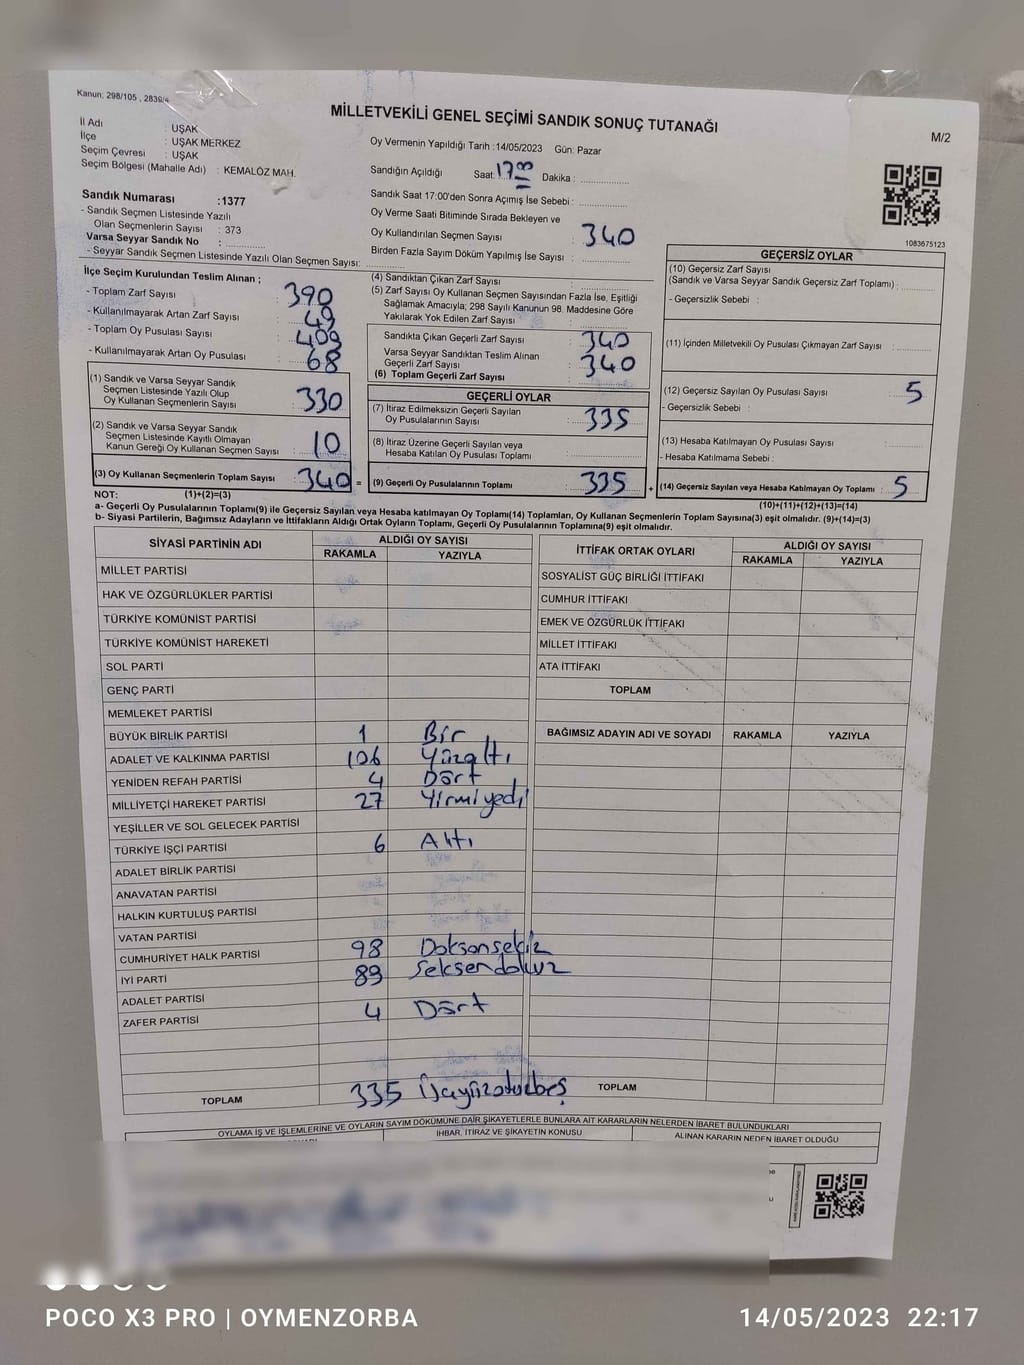 Kanun: 298/105 , 2839/4
MİLLETVEKİLİ GENEL SEÇİMİ SANDIK SONUÇ TUTANAĞI
M/2
İl Adı : UŞAK
İlçe : UŞAK MERKEZ
Seçim Çevresi : UŞAK
Seçim Bölgesi (Mahalle Adı) : KEMALÖZ MAH.
Sandık Numarası :1377
- Sandık Seçmen Listesinde Yazılı
Olan Seçmenlerin Sayısı : 373
Varsa Seyyar Sandık No :
- Seyyar Sandık Seçmen Listesinde Yazılı Olan Seçmen Sayısı:
Oy Vermenin Yapıldığı Tarih :14/05/2023 Gün: Pazar
Sandığın Açıldığı Saat: 17.00 Dakika :
Sandık Saat 17.00'den Sonra Açımış İse Sebebi :
Oy Verme Saati Bitiminde Sırada Bekleyen ve
Oy Kullandırılan Seçmen Sayısı : 340
Birden Fazla Sayım Döküm Yapılmış İse Sayısı :
1083675123
İlçe Seçim Kurulundan Teslim Alınan ;
- Toplam Zarf Sayısı : 390
- Kullanılmayarak Artan Zarf Sayısı : 49
- Toplam Oy Pusulası Sayısı : 409
- Kullanılmayarak Artan Oy Pusulası : 68
(1) Sandık ve Varsa Seyyar Sandık
Seçmen Listesinde Yazılı Olup
Oy Kullanan Seçmenlerin Sayısı : 330
(2) Sandık ve Varsa Seyyar Sandık
Seçmen Listesinde Kayıtlı Olmayan
Kanun Gereği Oy Kullanan Seçmen Sayısı : 10
(3) Oy Kullanan Seçmenlerin Toplam Sayısı : 340 =
(4) Sandıktan Çıkan Zarf Sayısı :
(5) Zarf Sayısı Oy Kullanan Seçmen Sayısından Fazla İse, Eşitliği
Sağlamak Amacıyla; 298 Sayılı Kanunun 98. Maddesine Göre
Yakılarak Yok Edilen Zarf Sayısı :
Sandıkta Çıkan Geçerli Zarf Sayısı : 340
Varsa Seyyar Sandıktan Teslim Alınan
Geçerli Zarf Sayısı : 340
(6) Toplam Geçerli Zarf Sayısı :
GEÇERLİ OYLAR
(7) İtiraz Edilmeksizin Geçerli Sayılan
Oy Pusulalarının Sayısı : 335
(8) İtiraz Üzerine Geçerli Sayılan veya
Hesaba Katılan Oy Pusulası Toplamı :
(9) Geçerli Oy Pusulalarının Toplamı : 335 +
GEÇERSİZ OYLAR
(10) Geçersiz Zarf Sayısı
(Sandık ve Varsa Seyyar Sandık Geçersiz Zarf Toplamı) :
- Geçersizlik Sebebi :
(11) İçinden Milletvekili Oy Pusulası Çıkmayan Zarf Sayısı :
(12) Geçersiz Sayılan Oy Pusulası Sayısı : 5
- Geçersizlik Sebebi :
(13) Hesaba Katılmayan Oy Pusulası Sayısı :
- Hesaba Katılmama Sebebi :
(14) Geçersiz Sayılan veya Hesaba Katılmayan Oy Toplamı : 5
NOT: (1)+(2)=(3) (10)+(11)+(12)+(13)=(14)
a- Geçerli Oy Pusulalarının Toplamı(9) ile Geçersiz Sayılan veya Hesaba katılmayan Oy Toplamı(14) Toplamları, Oy Kullanan Seçmenlerin Toplam Sayısına(3) eşit olmalıdır. (9)+(14)=(3)
b- Siyasi Partilerin, Bağımsız Adayların ve İttifakların Aldığı Ortak Oyların Toplamı, Geçerli Oy Pusulalarının Toplamına(9) eşit olmalıdır.
SİYASİ PARTİNİN ADI ALDIĞI OY SAYISI
RAKAMLA YAZIYLA
MİLLET PARTİSİ
HAK VE ÖZGÜRLÜKLER PARTİSİ
TÜRKİYE KOMÜNİST PARTİSİ
TÜRKİYE KOMÜNİST HAREKETİ
SOL PARTİ
GENÇ PARTİ
MEMLEKET PARTİSİ
BÜYÜK BİRLİK PARTİSİ 1 Bir
ADALET VE KALKINMA PARTİSİ 106 Yüzaltı
YENİDEN REFAH PARTİSİ 4 Dört
MİLLİYETÇİ HAREKET PARTİSİ 27 Yirmiyedi
YEŞİLLER VE SOL GELECEK PARTİSİ
TÜRKİYE İŞÇİ PARTİSİ 6 Altı
ADALET BİRLİK PARTİSİ
ANAVATAN PARTİSİ
HALKIN KURTULUŞ PARTİSİ
VATAN PARTİSİ
CUMHURİYET HALK PARTİSİ 98 Doksansekiz
İYİ PARTİ 89 Seksendokuz
ADALET PARTİSİ
ZAFER PARTİSİ 4 Dört
TOPLAM 335 Üçyüzotuzbeş
İTTİFAK ORTAK OYLARI ALDIĞI OY SAYISI
RAKAMLA YAZIYLA
SOSYALİST GÜÇ BİRLİĞİ İTTİFAKI
CUMHUR İTTİFAKI
EMEK VE ÖZGÜRLÜK İTTİFAKI
MİLLET İTTİFAKI
ATA İTTİFAKI
TOPLAM
BAĞIMSIZ ADAYIN ADI VE SOYADI RAKAMLA YAZIYLA
TOPLAM
OYLAMA İŞ VE İŞLEMLERİNE VE OYLARIN SAYIM DÖKÜMÜNE DAİR ŞİKAYETLERLE BUNLARA AİT KARARLARIN NELERDEN İBARET BULUNDUKLARI
İHBAR, İTİRAZ VE ŞİKAYETİN KONUSU
ALINAN KARARIN NEDEN İBARET OLDUĞU
POCO X3 PRO | OYMENZORBA
14/05/2023 22:17